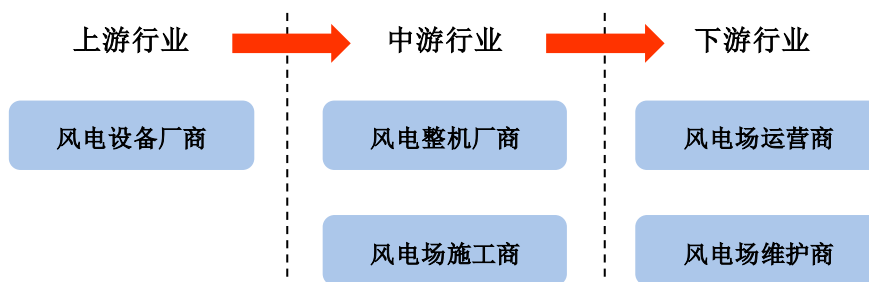 上游行业
中游行业
下游行业
风电设备厂商
风电整机厂商
风电场运营商
风电场施工商
风电场维护商